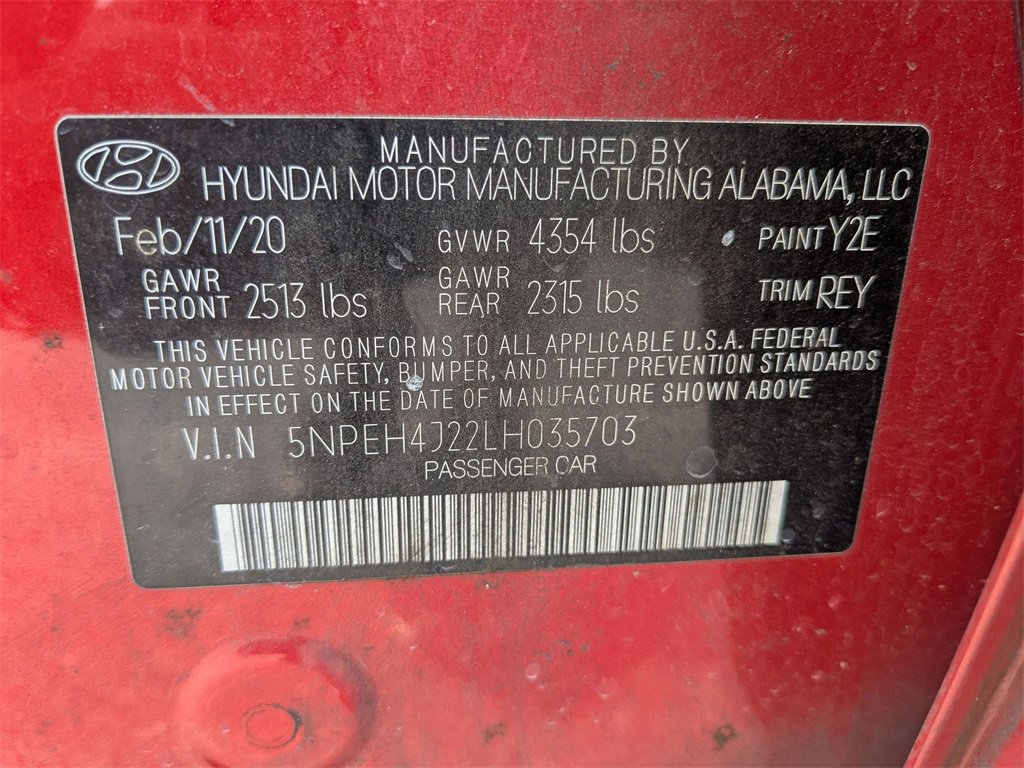 MANUFACTURED BY
HYUNDAI MOTOR MANUFACTURING ALABAMA, LLC
Feb/11/20 GVWR 4354 lbs PAINT Y2E
GAWR FRONT 2513 lbs GAWR REAR 2315 lbs TRIM REY
THIS VEHICLE CONFORMS TO ALL APPLICABLE U.S.A. FEDERAL
MOTOR VEHICLE SAFETY, BUMPER, AND THEFT PREVENTION STANDARDS
IN EFFECT ON THE DATE OF MANUFACTURE SHOWN ABOVE
V.I.N 5NPEH4J22LH035703
PASSENGER CAR